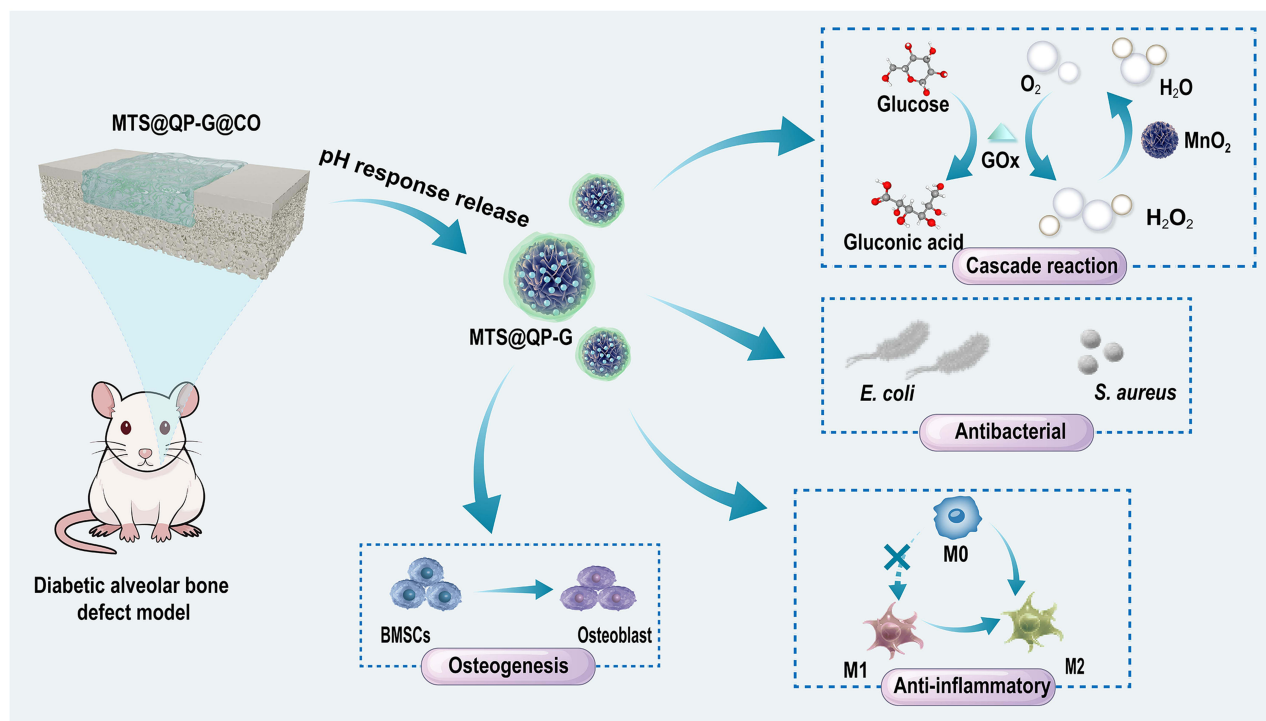 MTS@QP-G@CO
pH response release
MTS@QP-G
Diabetic alveolar bone
defect model
Glucose
O₂
H₂O
GOx
MnO₂
Gluconic acid
H₂O₂
Cascade reaction
E. coli
S. aureus
Antibacterial
BMSCs
Osteoblast
Osteogenesis
M0
M1
M2
Anti-inflammatory